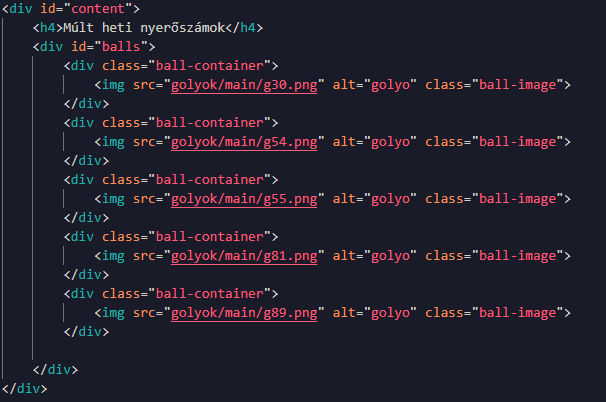 <div id="content">
<h4>Múlt heti nyerőszámok</h4>
<div id="balls">
<div class="ball-container">
<img src="golyok/main/g30.png" alt="golyo" class="ball-image">
</div>
<div class="ball-container">
<img src="golyok/main/g54.png" alt="golyo" class="ball-image">
</div>
<div class="ball-container">
<img src="golyok/main/g55.png" alt="golyo" class="ball-image">
</div>
<div class="ball-container">
<img src="golyok/main/g81.png" alt="golyo" class="ball-image">
</div>
<div class="ball-container">
<img src="golyok/main/g89.png" alt="golyo" class="ball-image">
</div>
</div>
</div>